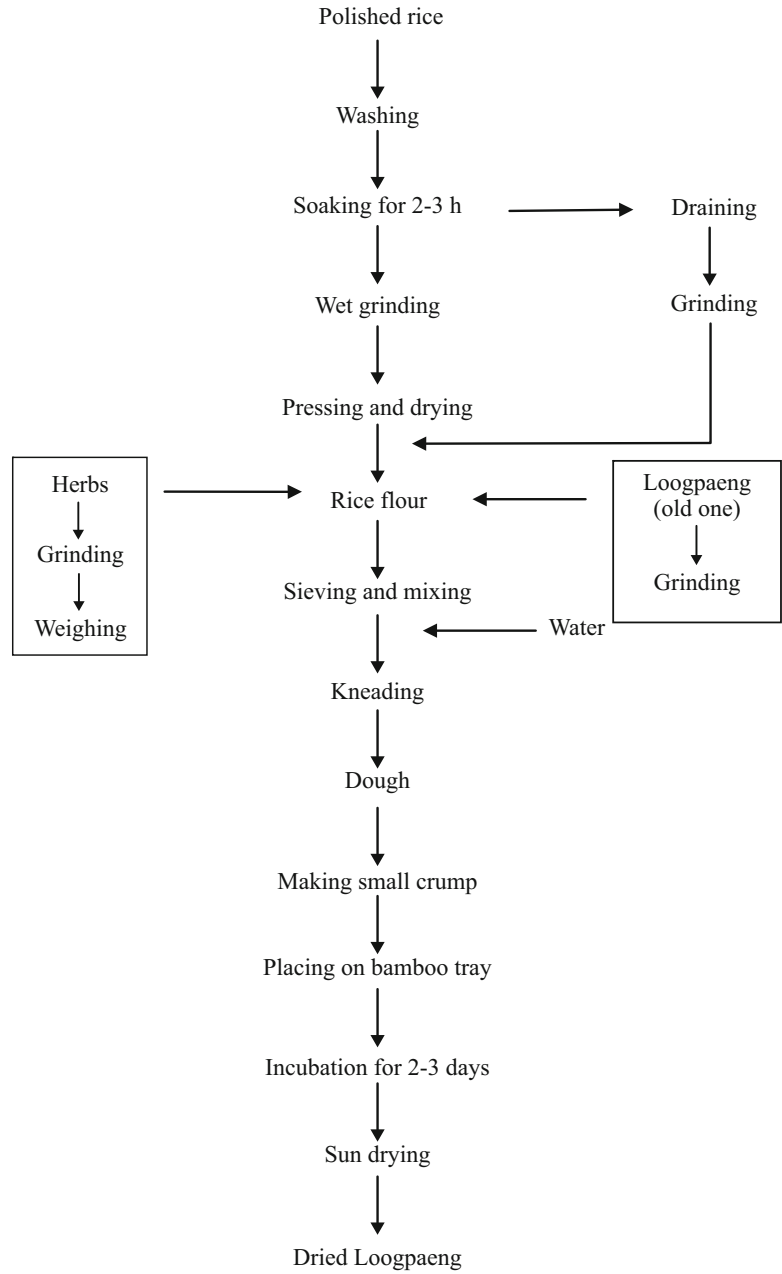 Polished rice
Washing
Soaking for 2-3 h
Draining
Wet grinding
Grinding
Pressing and drying
Herbs
Grinding
Weighing
Rice flour
Loogpaeng
(old one)
Grinding
Sieving and mixing
Water
Kneading
Dough
Making small crump
Placing on bamboo tray
Incubation for 2-3 days
Sun drying
Dried Loogpaeng